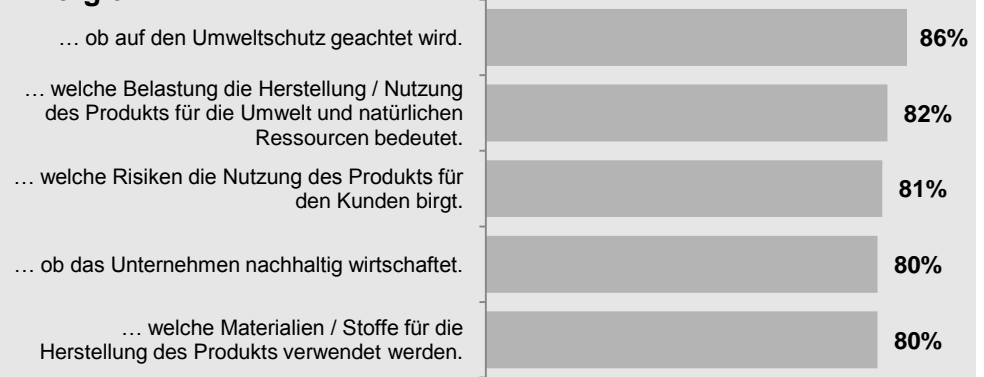 … ob auf den Umweltschutz geachtet wird.
86%
… welche Belastung die Herstellung / Nutzung
des Produkts für die Umwelt und natürlichen
Ressourcen bedeutet.
82%
… welche Risiken die Nutzung des Produkts für
den Kunden birgt.
81%
… ob das Unternehmen nachhaltig wirtschaftet.
80%
… welche Materialien / Stoffe für die
Herstellung des Produkts verwendet werden.
80%